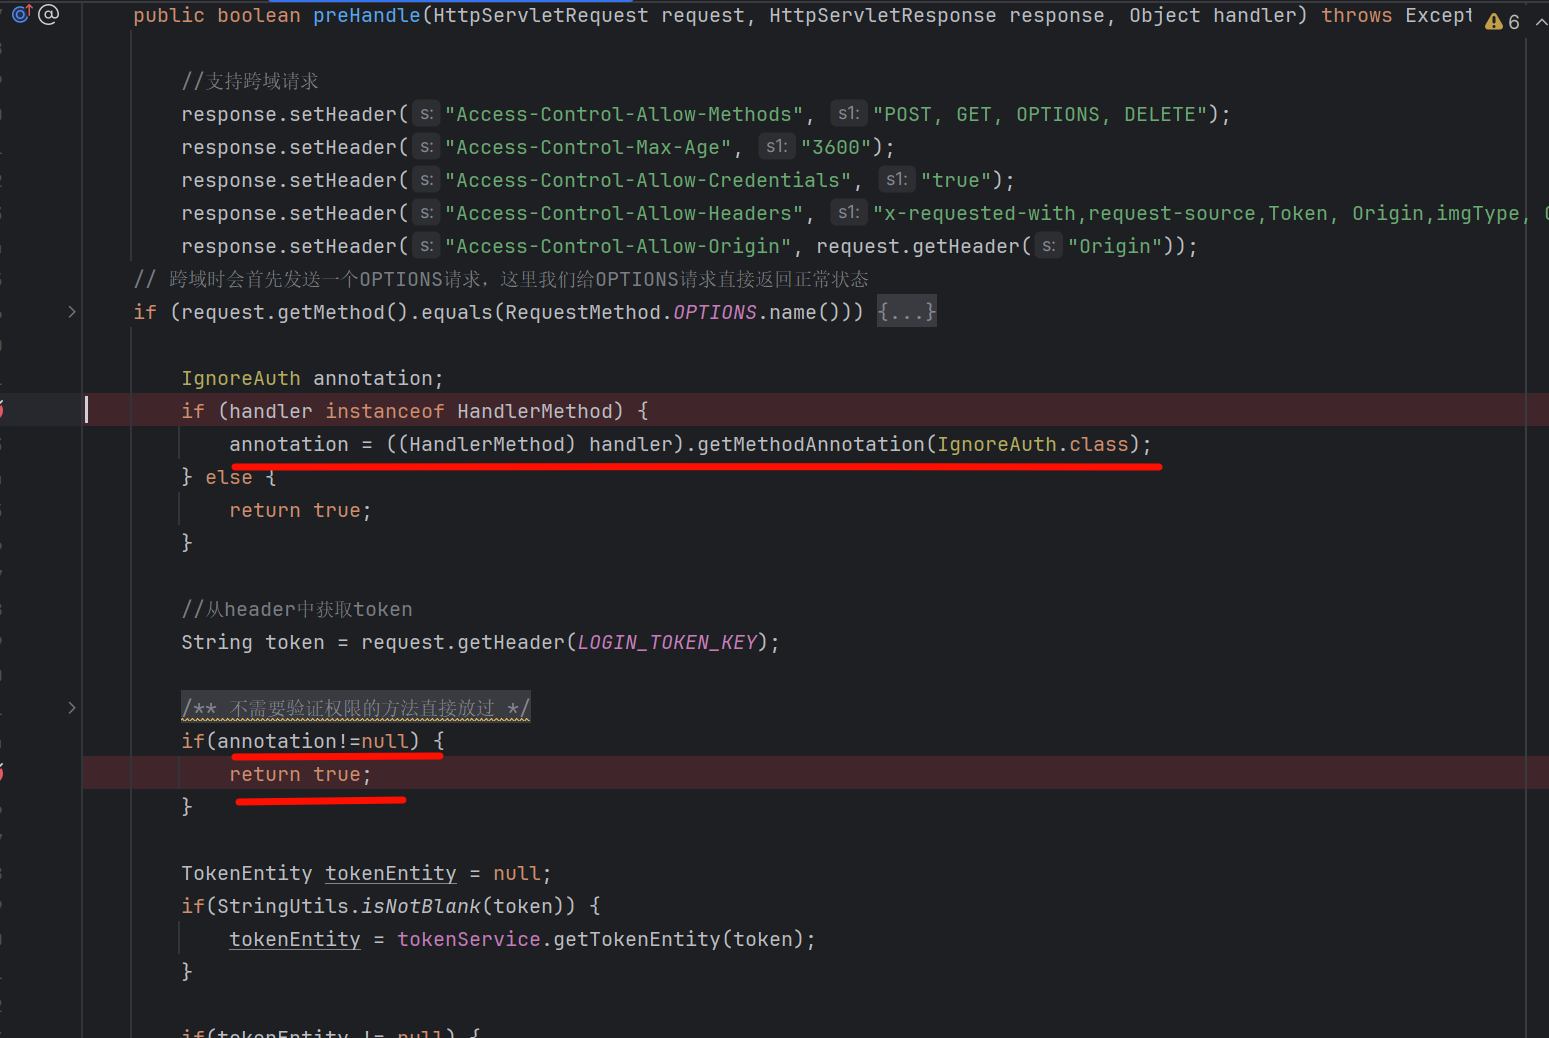 public boolean preHandle(HttpServletRequest request, HttpServletResponse response, Object handler) throws Except 6
//支持跨域请求
response.setHeader( s: "Access-Control-Allow-Methods", s1: "POST, GET, OPTIONS, DELETE");
response.setHeader( s: "Access-Control-Max-Age", s1: "3600");
response.setHeader( s: "Access-Control-Allow-Credentials", s1: "true");
response.setHeader( s: "Access-Control-Allow-Headers", s1: "x-requested-with,request-source,Token, Origin,imgType,
response.setHeader( s: "Access-Control-Allow-Origin", request.getHeader( s: "Origin"));
// 跨域时会首先发送一个OPTIONS请求，这里我们给OPTIONS请求直接返回正常状态
if (request.getMethod().equals(RequestMethod.OPTIONS.name())) {...}
IgnoreAuth annotation;
if (handler instanceof HandlerMethod) {
annotation = ((HandlerMethod) handler).getMethodAnnotation(IgnoreAuth.class);
} else {
return true;
}
//从header中获取token
String token = request.getHeader(LOGIN_TOKEN_KEY);
/** 不需要验证权限的方法直接放过 */
if(annotation!=null) {
return true;
}
TokenEntity tokenEntity = null;
if(StringUtils.isNotBlank(token)) {
tokenEntity = tokenService.getTokenEntity(token);
}
if(tokenEntity != null) {